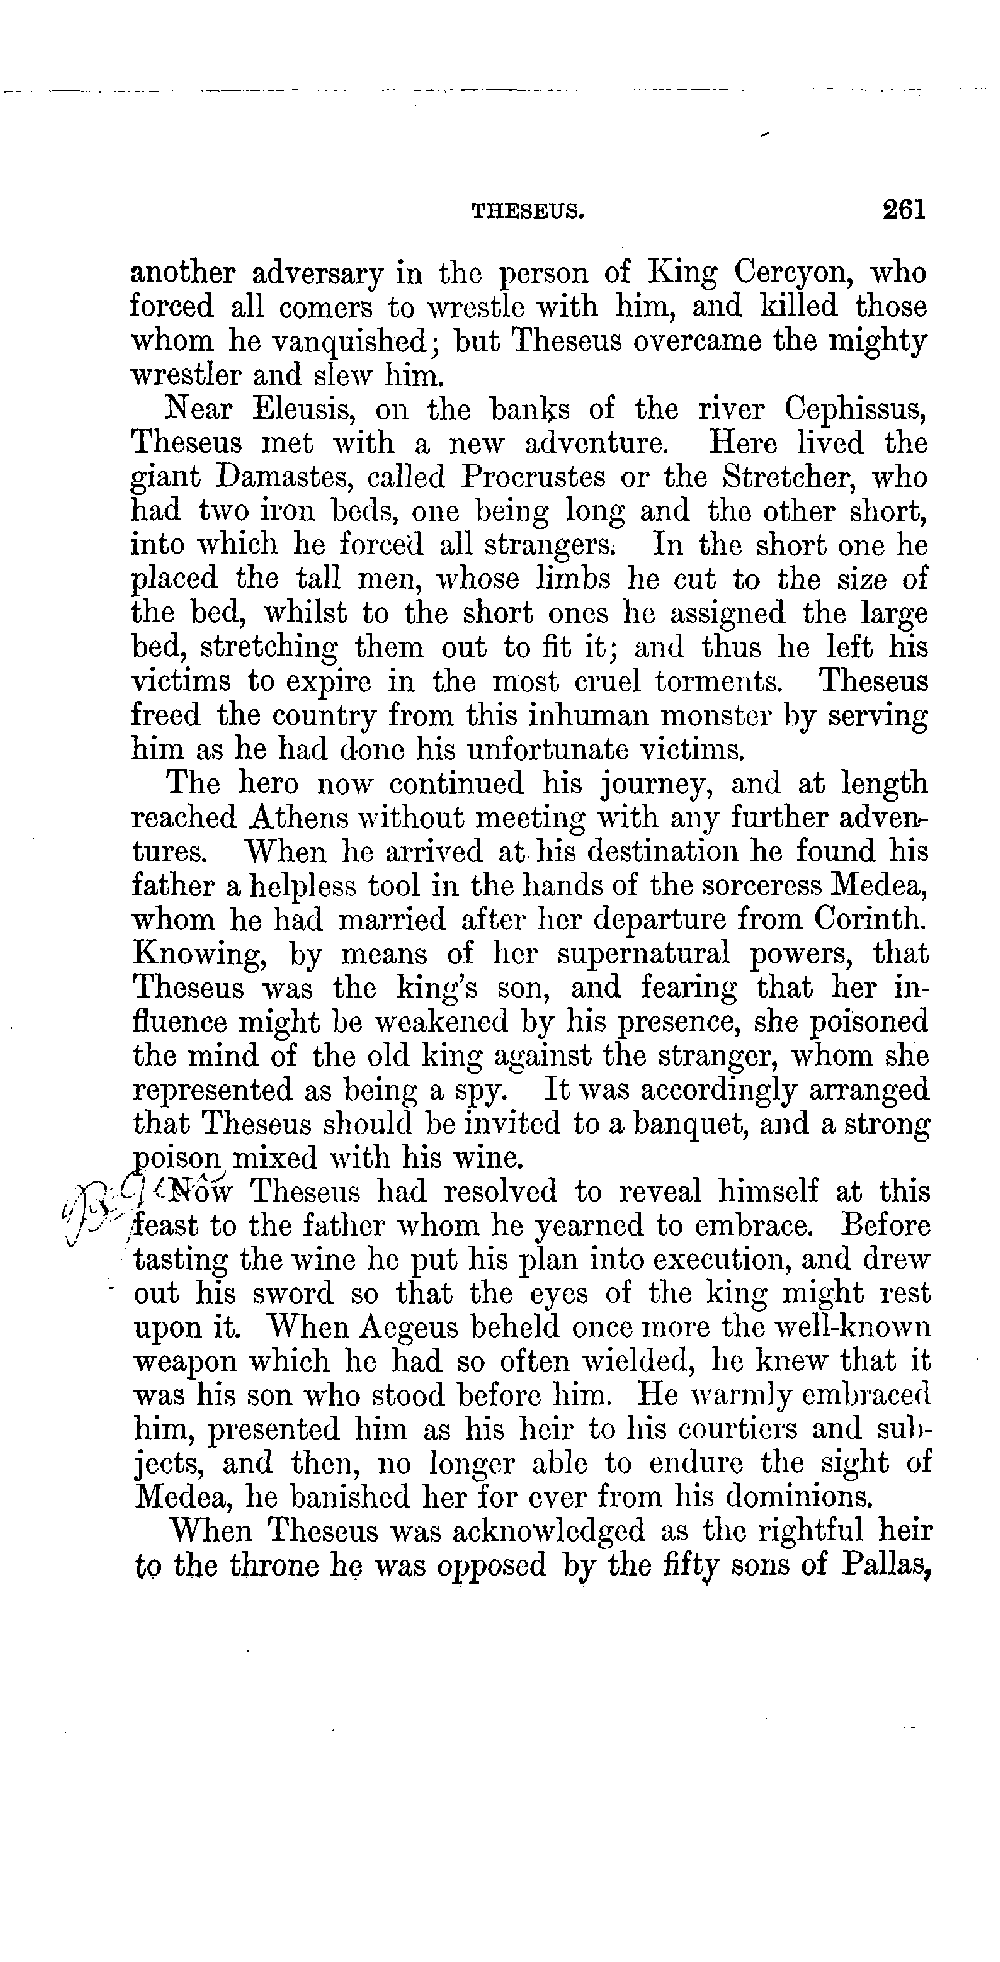 THESEUS. 261
another adversary in the person of King Cercyon, who
forced all comers to wrestle with him, and killed those
whom he vanquished; but Theseus overcame the mighty
wrestler and slew him.
Near Eleusis, on the banks of the river Cephissus,
Theseus met with a new adventure. Here lived the
giant Damastes, called Procrustes or the Stretcher, who
had two iron beds, one being long and the other short,
into which he forced all strangers. In the short one he
placed the tall men, whose limbs he cut to the size of
the bed, whilst to the short ones he assigned the large
bed, stretching them out to fit it; and thus he left his
victims to expire in the most cruel torments. Theseus
freed the country from this inhuman monster by serving
him as he had done his unfortunate victims.
The hero now continued his journey, and at length
reached Athens without meeting with any further adven-
tures. When he arrived at his destination he found his
father a helpless tool in the hands of the sorceress Medea,
whom he had married after her departure from Corinth.
Knowing, by means of her supernatural powers, that
Theseus was the king's son, and fearing that her in-
fluence might be weakened by his presence, she poisoned
the mind of the old king against the stranger, whom she
represented as being a spy. It was accordingly arranged
that Theseus should be invited to a banquet, and a strong
poison mixed with his wine.
Now Theseus had resolved to reveal himself at this
feast to the father whom he yearned to embrace. Before
tasting the wine he put his plan into execution, and drew
out his sword so that the eyes of the king might rest
upon it. When Aegeus beheld once more the well-known
weapon which he had so often wielded, he knew that it
was his son who stood before him. He warmly embraced
him, presented him as his heir to his courtiers and sub-
jects, and then, no longer able to endure the sight of
Medea, he banished her for ever from his dominions.
When Theseus was acknowledged as the rightful heir
to the throne he was opposed by the fifty sons of Pallas,